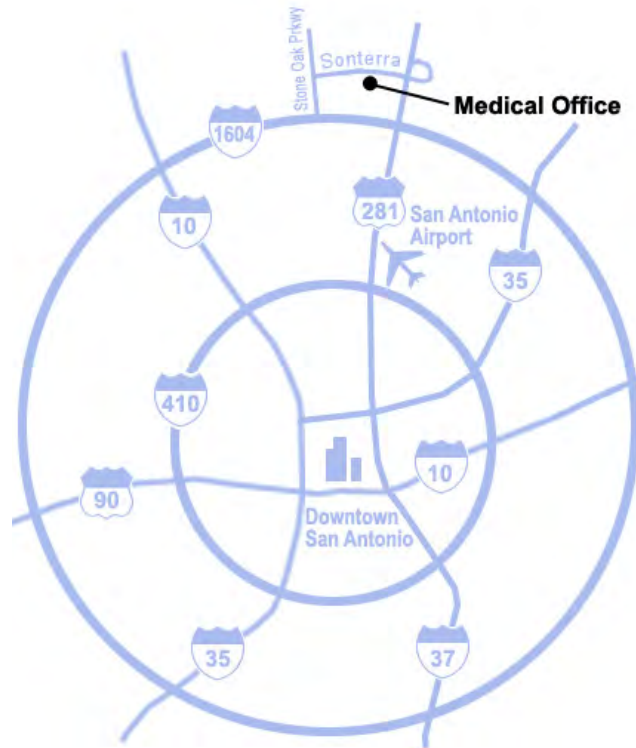 Stone Oak Prkwy
Sonterra
Medical Office
1604
10
281
San Antonio
Airport
35
410
10
90
Downtown
San Antonio
35
37